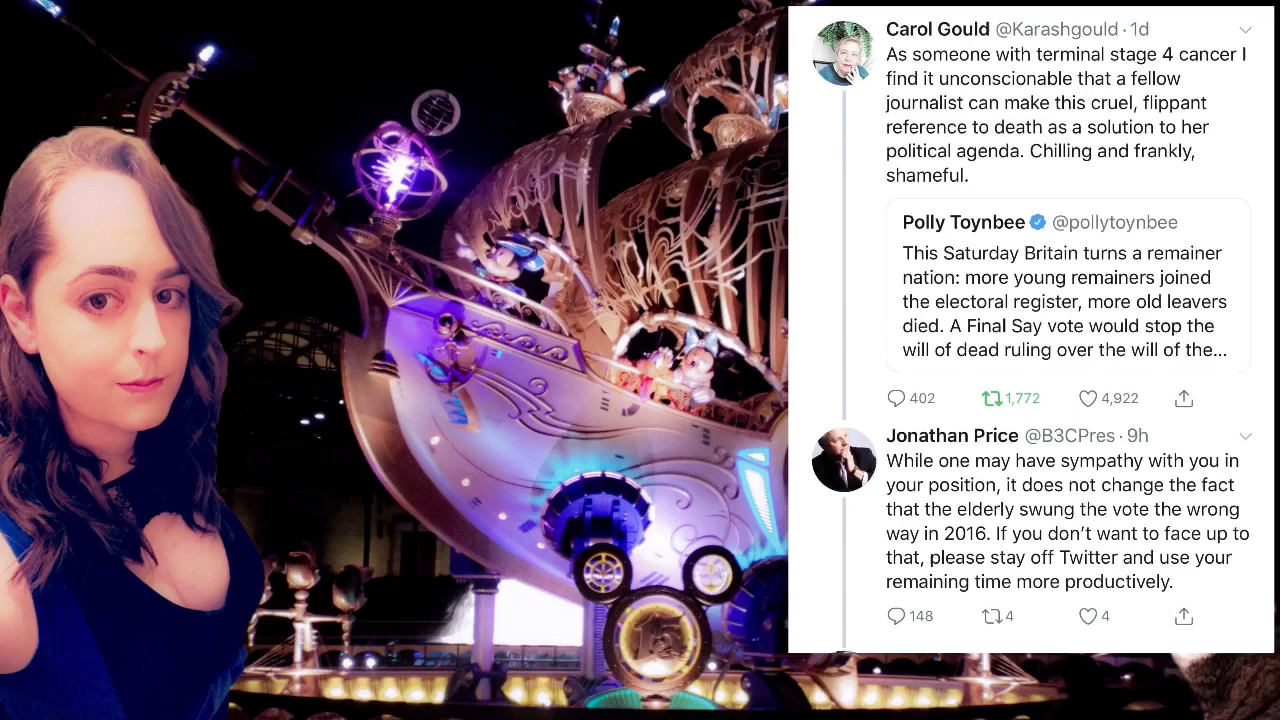 Carol Gould @Karashgould · 1d
As someone with terminal stage 4 cancer I
find it unconscionable that a fellow
journalist can make this cruel, flippant
reference to death as a solution to her
political agenda. Chilling and frankly,
shameful.
Polly Toynbee @pollytoynbee
This Saturday Britain turns a remainer
nation: more young remainers joined
the electoral register, more old leavers
died. A Final Say vote would stop the
will of dead ruling over the will of the...
402 1,772 4,922
Jonathan Price @B3CPres · 9h
While one may have sympathy with you in
your position, it does not change the fact
that the elderly swung the vote the wrong
way in 2016. If you don't want to face up to
that, please stay off Twitter and use your
remaining time more productively.
148 4 4
15